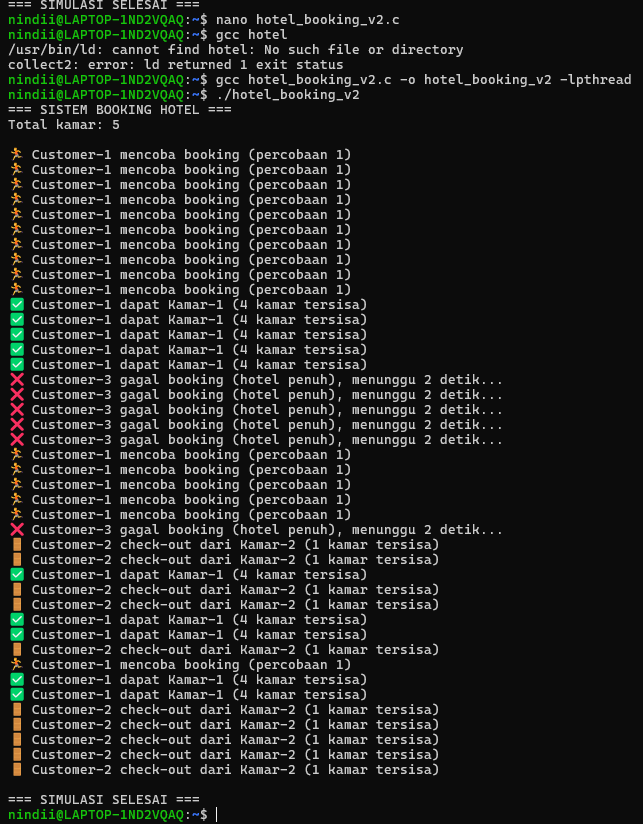 === SIMULASI SELESAI ===
nindii@LAPTOP-1ND2VQAQ:~$ nano hotel_booking_v2.c
nindii@LAPTOP-1ND2VQAQ:~$ gcc hotel
/usr/bin/ld: cannot find hotel: No such file or directory
collect2: error: ld returned 1 exit status
nindii@LAPTOP-1ND2VQAQ:~$ gcc hotel_booking_v2.c -o hotel_booking_v2 -lpthread
nindii@LAPTOP-1ND2VQAQ:~$ ./hotel_booking_v2
=== SISTEM BOOKING HOTEL ===
Total kamar: 5
🏃 Customer-1 mencoba booking (percobaan 1)
🏃 Customer-1 mencoba booking (percobaan 1)
🏃 Customer-1 mencoba booking (percobaan 1)
🏃 Customer-1 mencoba booking (percobaan 1)
🏃 Customer-1 mencoba booking (percobaan 1)
🏃 Customer-1 mencoba booking (percobaan 1)
🏃 Customer-1 mencoba booking (percobaan 1)
🏃 Customer-1 mencoba booking (percobaan 1)
🏃 Customer-1 mencoba booking (percobaan 1)
🏃 Customer-1 mencoba booking (percobaan 1)
✅ Customer-1 dapat Kamar-1 (4 kamar tersisa)
✅ Customer-1 dapat Kamar-1 (4 kamar tersisa)
✅ Customer-1 dapat Kamar-1 (4 kamar tersisa)
✅ Customer-1 dapat Kamar-1 (4 kamar tersisa)
✅ Customer-1 dapat Kamar-1 (4 kamar tersisa)
❌ Customer-3 gagal booking (hotel penuh), menunggu 2 detik...
❌ Customer-3 gagal booking (hotel penuh), menunggu 2 detik...
❌ Customer-3 gagal booking (hotel penuh), menunggu 2 detik...
❌ Customer-3 gagal booking (hotel penuh), menunggu 2 detik...
❌ Customer-3 gagal booking (hotel penuh), menunggu 2 detik...
🏃 Customer-1 mencoba booking (percobaan 1)
🏃 Customer-1 mencoba booking (percobaan 1)
🏃 Customer-1 mencoba booking (percobaan 1)
🏃 Customer-1 mencoba booking (percobaan 1)
🏃 Customer-1 mencoba booking (percobaan 1)
❌ Customer-3 gagal booking (hotel penuh), menunggu 2 detik...
🚪 Customer-2 check-out dari Kamar-2 (1 kamar tersisa)
🚪 Customer-2 check-out dari Kamar-2 (1 kamar tersisa)
✅ Customer-1 dapat Kamar-1 (4 kamar tersisa)
🚪 Customer-2 check-out dari Kamar-2 (1 kamar tersisa)
🚪 Customer-2 check-out dari Kamar-2 (1 kamar tersisa)
✅ Customer-1 dapat Kamar-1 (4 kamar tersisa)
✅ Customer-1 dapat Kamar-1 (4 kamar tersisa)
🚪 Customer-2 check-out dari Kamar-2 (1 kamar tersisa)
🏃 Customer-1 mencoba booking (percobaan 1)
✅ Customer-1 dapat Kamar-1 (4 kamar tersisa)
✅ Customer-1 dapat Kamar-1 (4 kamar tersisa)
🚪 Customer-2 check-out dari Kamar-2 (1 kamar tersisa)
🚪 Customer-2 check-out dari Kamar-2 (1 kamar tersisa)
🚪 Customer-2 check-out dari Kamar-2 (1 kamar tersisa)
🚪 Customer-2 check-out dari Kamar-2 (1 kamar tersisa)
🚪 Customer-2 check-out dari Kamar-2 (1 kamar tersisa)
=== SIMULASI SELESAI ===
nindii@LAPTOP-1ND2VQAQ:~$